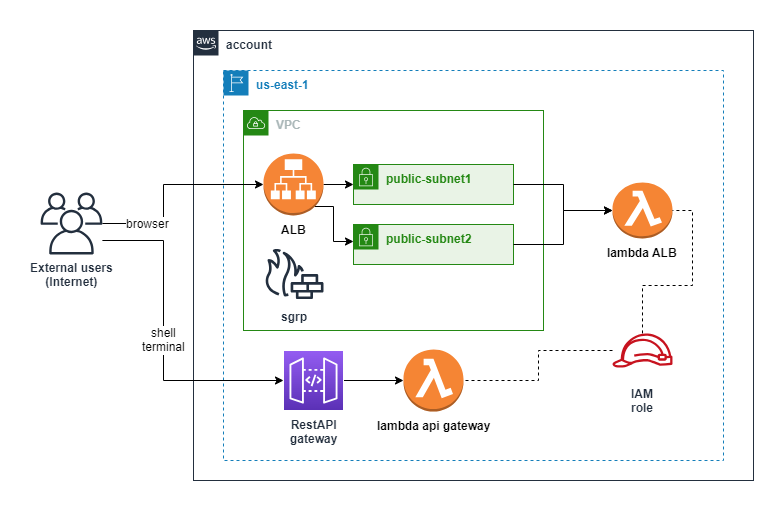 aws
account
us-east-1
VPC
public-subnet1
ALB
public-subnet2
browser
lambda ALB
External users
(Internet)
sgrp
shell
terminal
IAM
role
RestAPI
gateway
lambda api gateway